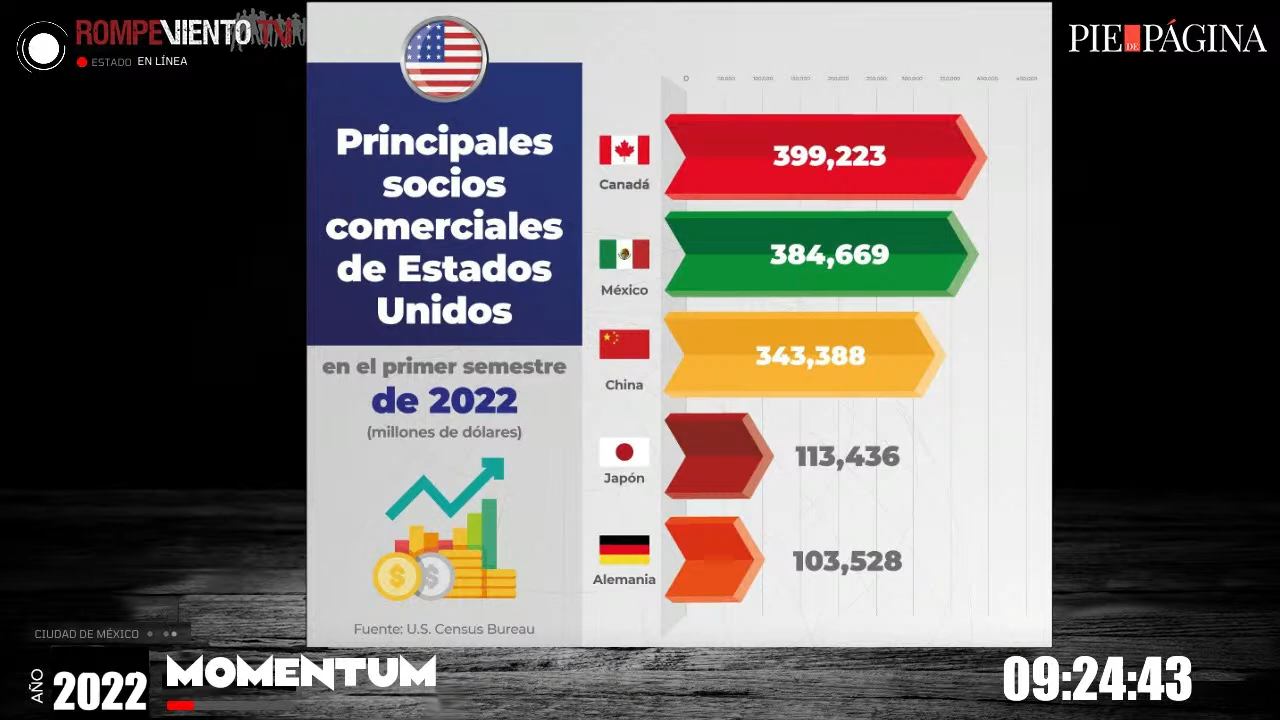 ROMPEVIENTO TV
ESTADO EN LÍNEA
PIE DE PÁGINA
Principales
socios
comerciales
de Estados
Unidos
en el primer semestre
de 2022
(millones de dólares)
Fuente: U.S. Census Bureau
Canadá
399,223
México
384,669
China
343,388
Japón
113,436
Alemania
103,528
CIUDAD DE MÉXICO
AÑO
2022
MOMENTUM
09:24:43